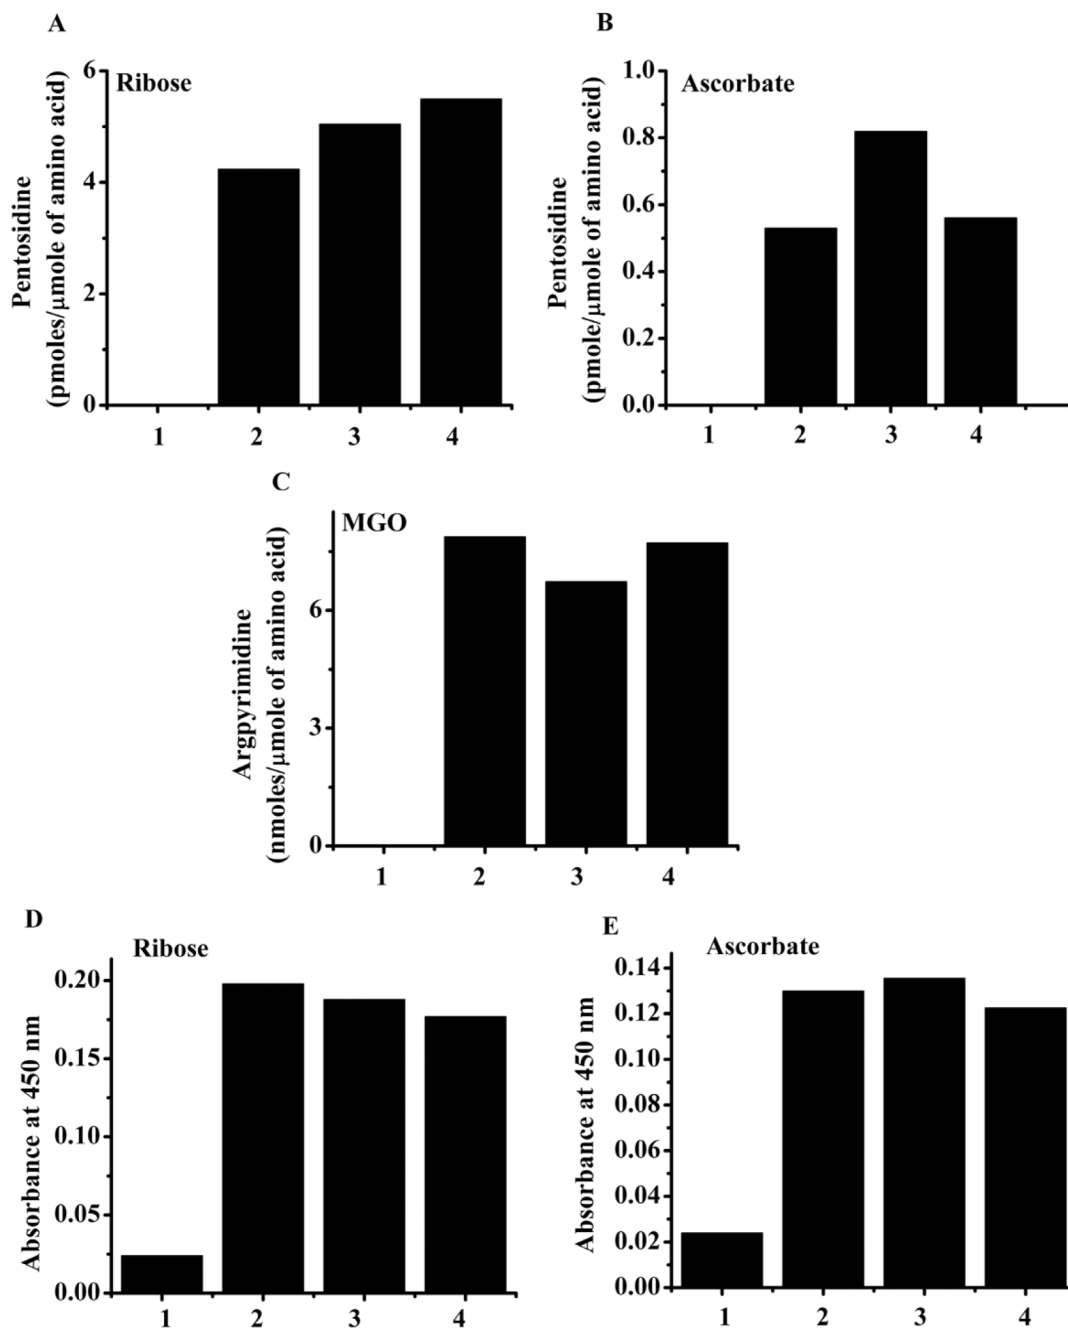 A
Ribose
Pentosidine
(pmoles/μmole of amino acid)
6
4
2
0
1 2 3 4
B
Ascorbate
Pentosidine
(pmole/μmole of amino acid)
1.0
0.8
0.6
0.4
0.2
0.0
1 2 3 4
C
MGO
Argpyrimidine
(nmoles/μmole of amino acid)
6
3
0
1 2 3 4
D
Ribose
Absorbance at 450 nm
0.20
0.15
0.10
0.05
0.00
1 2 3 4
E
Ascorbate
Absorbance at 450 nm
0.14
0.12
0.10
0.08
0.06
0.04
0.02
0.00
1 2 3 4